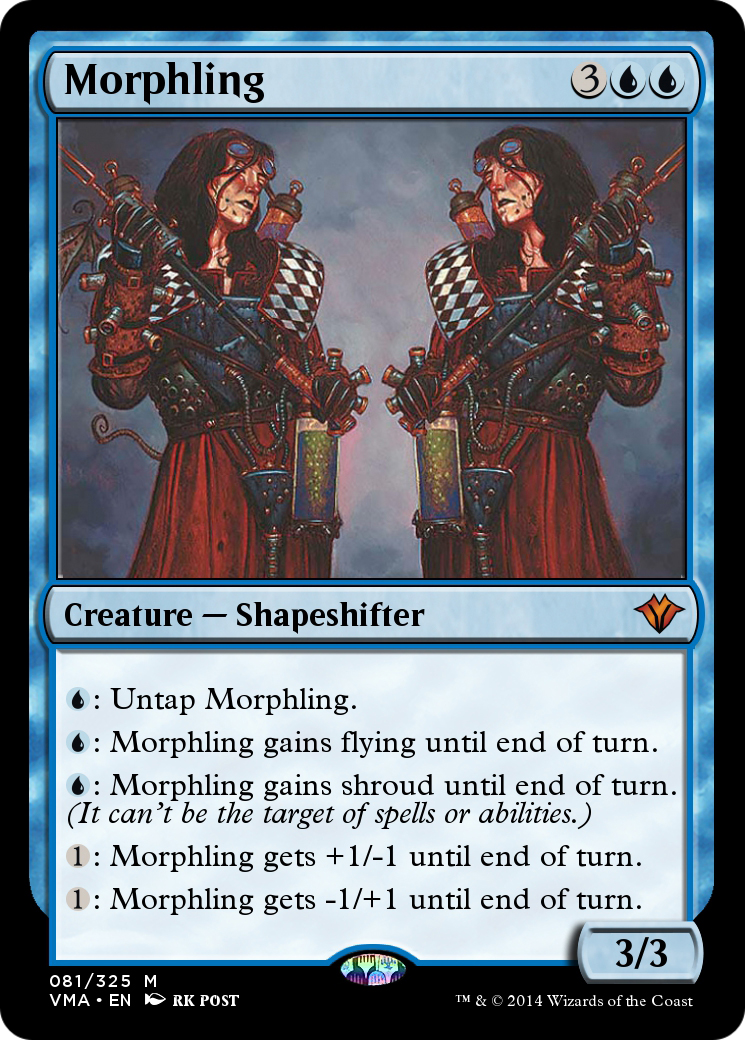 Morphling 3
Creature — Shapeshifter
: Untap Morphling.
: Morphling gains flying until end of turn.
: Morphling gains shroud until end of turn.
(It can't be the target of spells or abilities.)
1: Morphling gets +1/-1 until end of turn.
1: Morphling gets -1/+1 until end of turn.
3/3
081/325 M
VMA • EN RK POST
™ & © 2014 Wizards of the Coast